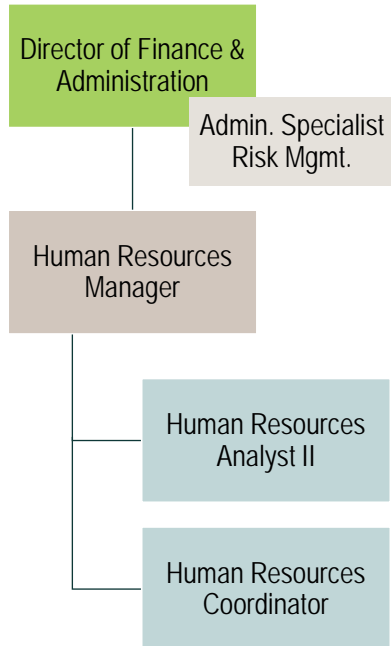 Director of Finance &
Administration
Admin. Specialist
Risk Mgmt.
Human Resources
Manager
Human Resources
Analyst II
Human Resources
Coordinator